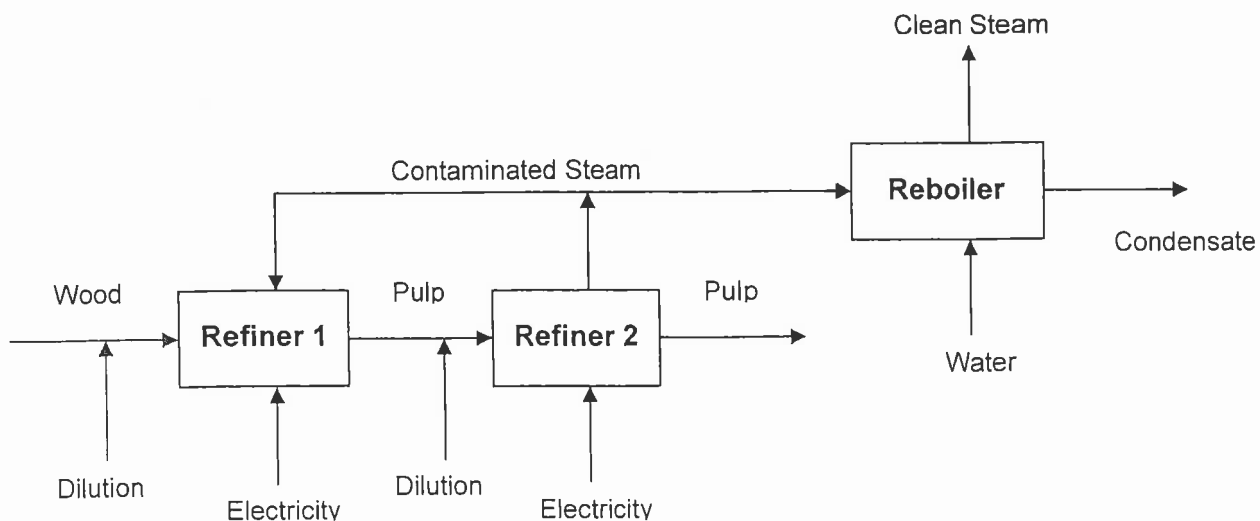 Clean Steam
Contaminated Steam
Reboiler
Condensate
Wood
Pulp
Pulp
Refiner 1
Refiner 2
Water
Dilution
Electricity
Dilution
Electricity